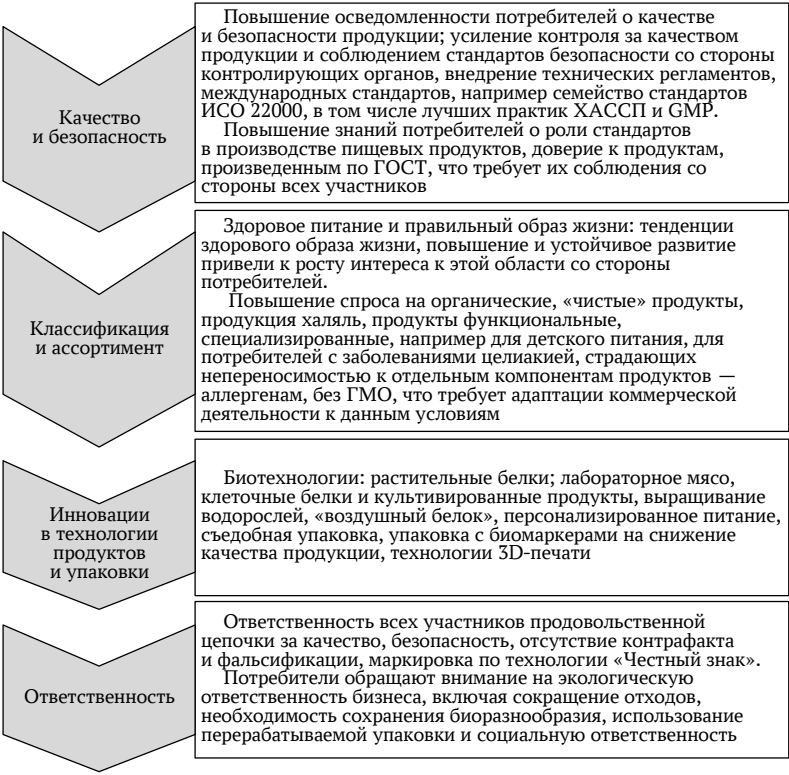 Качество
и безопасность
Повышение осведомленности потребителей о качестве
и безопасности продукции; усиление контроля за качеством
продукции и соблюдением стандартов безопасности со стороны
контролирующих органов, внедрение технических регламентов,
международных стандартов, например семейство стандартов
ИСО 22000, в том числе лучших практик ХАССП и GMP.
Повышение знаний потребителей о роли стандартов
в производстве пищевых продуктов, доверие к продуктам,
произведенным по ГОСТ, что требует их соблюдения со
стороны всех участников
Классификация
и ассортимент
Здоровое питание и правильный образ жизни: тенденции
здорового образа жизни, повышение и устойчивое развитие
привели к росту интереса к этой области со стороны
потребителей.
Повышение спроса на органические, «чистые» продукты,
продукция халяль, продукты функциональные,
специализированные, например для детского питания, для
потребителей с заболеваниями целиакией, страдающих
непереносимостью к отдельным компонентам продуктов —
аллергенам, без ГМО, что требует адаптации коммерческой
деятельности к данным условиям
Инновации
в технологии
продуктов
и упаковки
Биотехнологии: растительные белки; лабораторное мясо,
клеточные белки и культивированные продукты, выращивание
водорослей, «воздушный белок», персонализированное питание,
съедобная упаковка, упаковка с биомаркерами на снижение
качества продукции, технологии 3D-печати
Ответственность
Ответственность всех участников продовольственной
цепочки за качество, безопасность, отсутствие контрафакта
и фальсификации, маркировка по технологии «Честный знак».
Потребители обращают внимание на экологическую
ответственность бизнеса, включая сокращение отходов,
необходимость сохранения биоразнообразия, использование
перерабатываемой упаковки и социальную ответственность